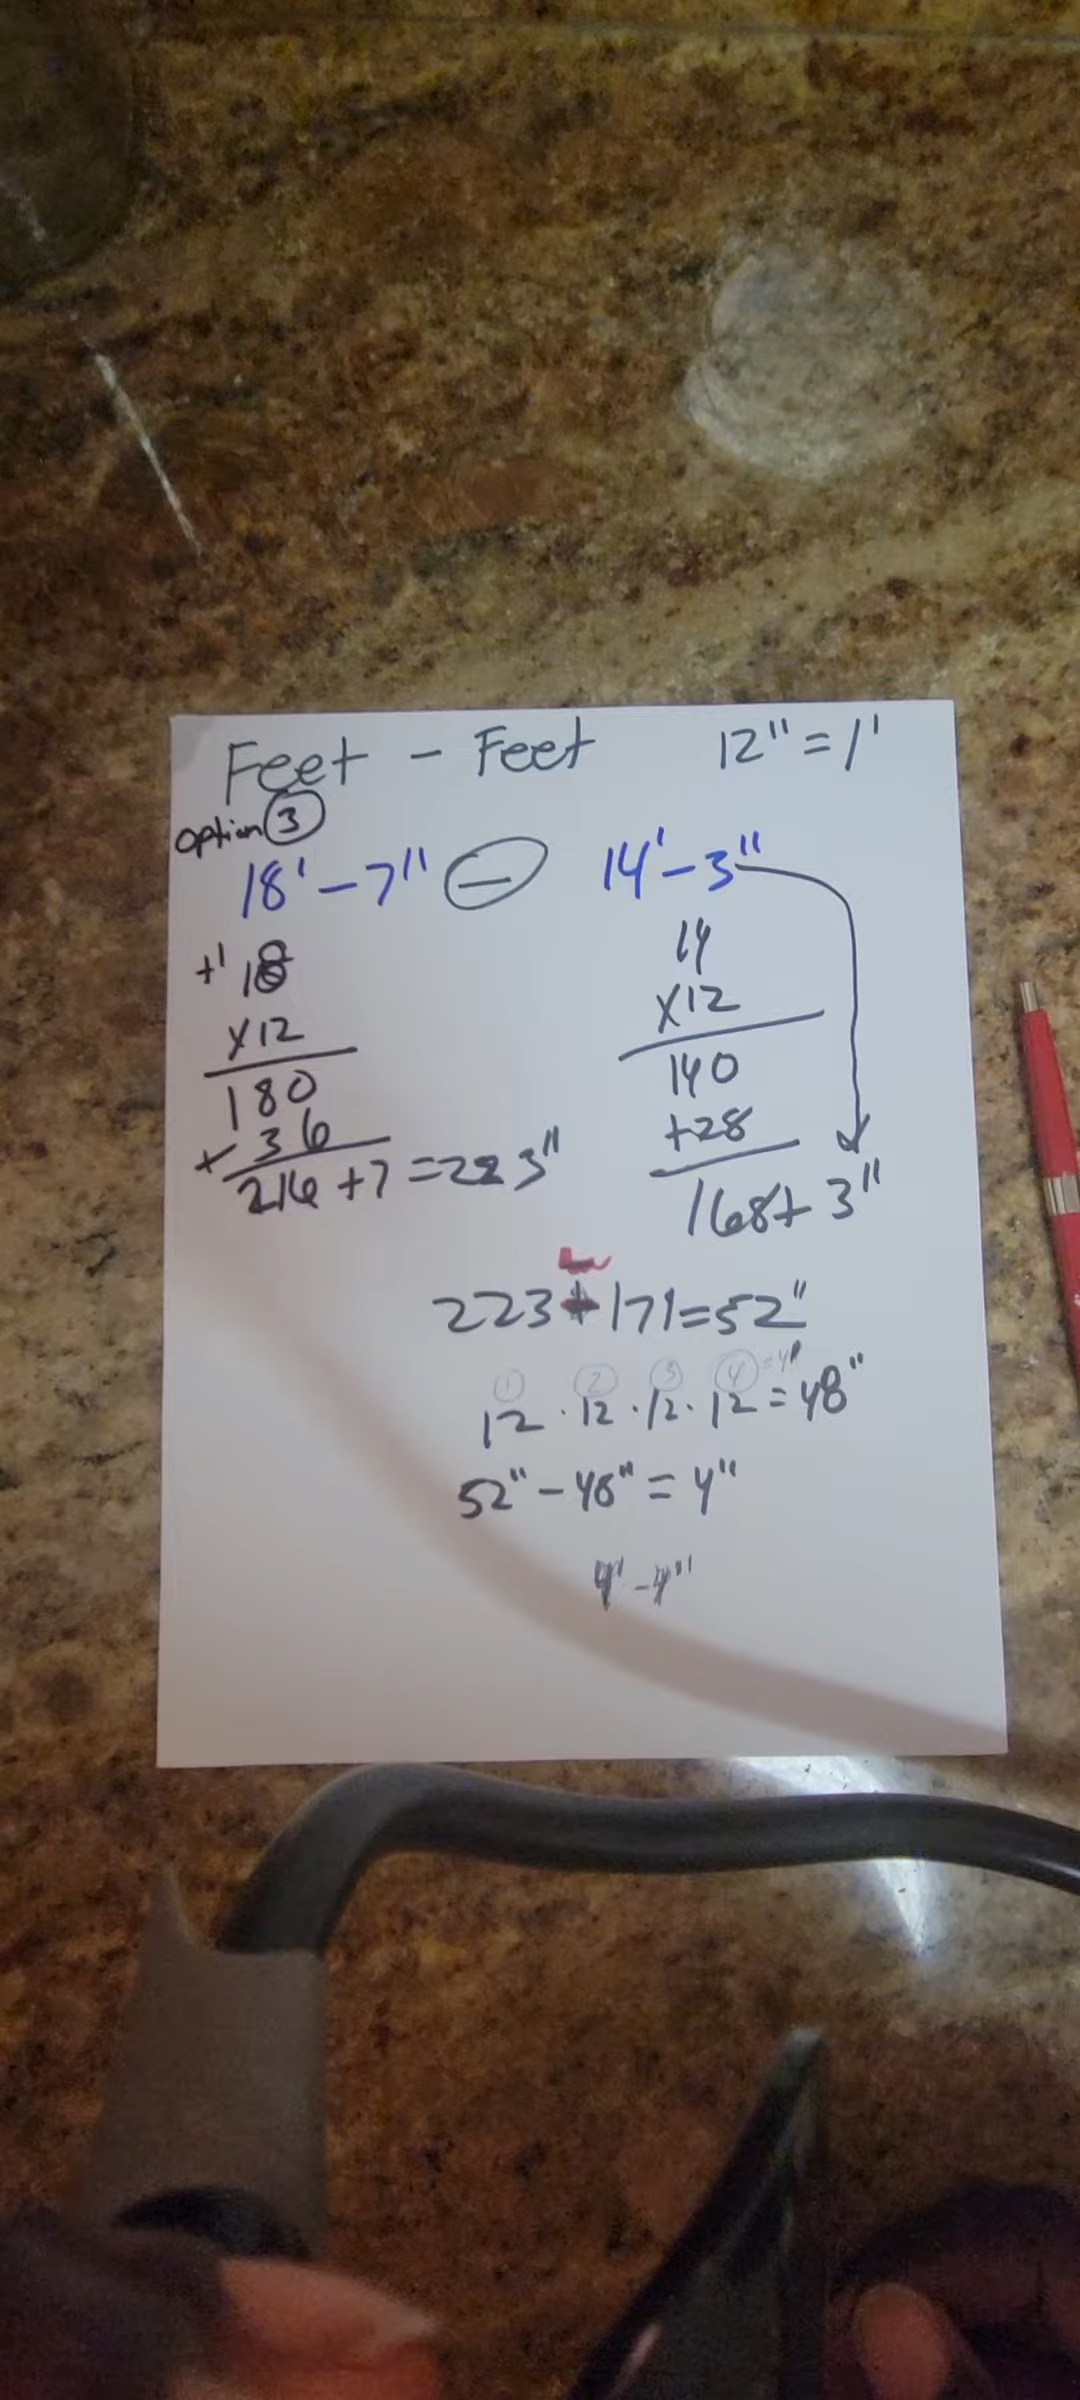 Feet - Feet 12" = 1'
Option ③
18' - 7" - 14' - 3"
+1 18 14
x12 x12
180 140
+ 36 +28
216 + 7 = 223" 168 + 3"
223 - 171 = 52"
① ② ③ ④ = 4'
12 . 12 . 12 . 12 = 48"
52" - 48" = 4"
4' - 4"